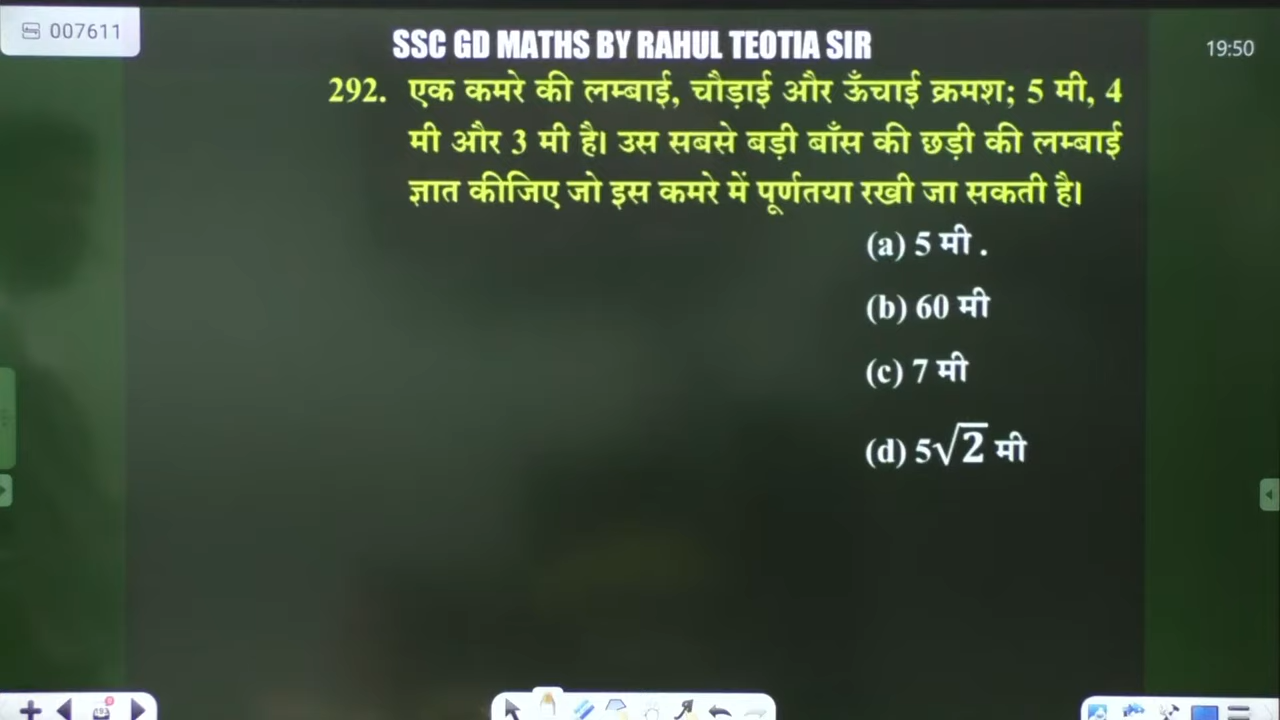 007611
SSC GD MATHS BY RAHUL TEOTIA SIR
19:50
292. एक कमरे की लम्बाई, चौड़ाई और ऊँचाई क्रमश; 5 मी, 4
मी और 3 मी है। उस सबसे बड़ी बाँस की छड़ी की लम्बाई
ज्ञात कीजिए जो इस कमरे में पूर्णतया रखी जा सकती है।
(a) 5 मी .
(b) 60 मी
(c) 7 मी
(d) 5√2 मी